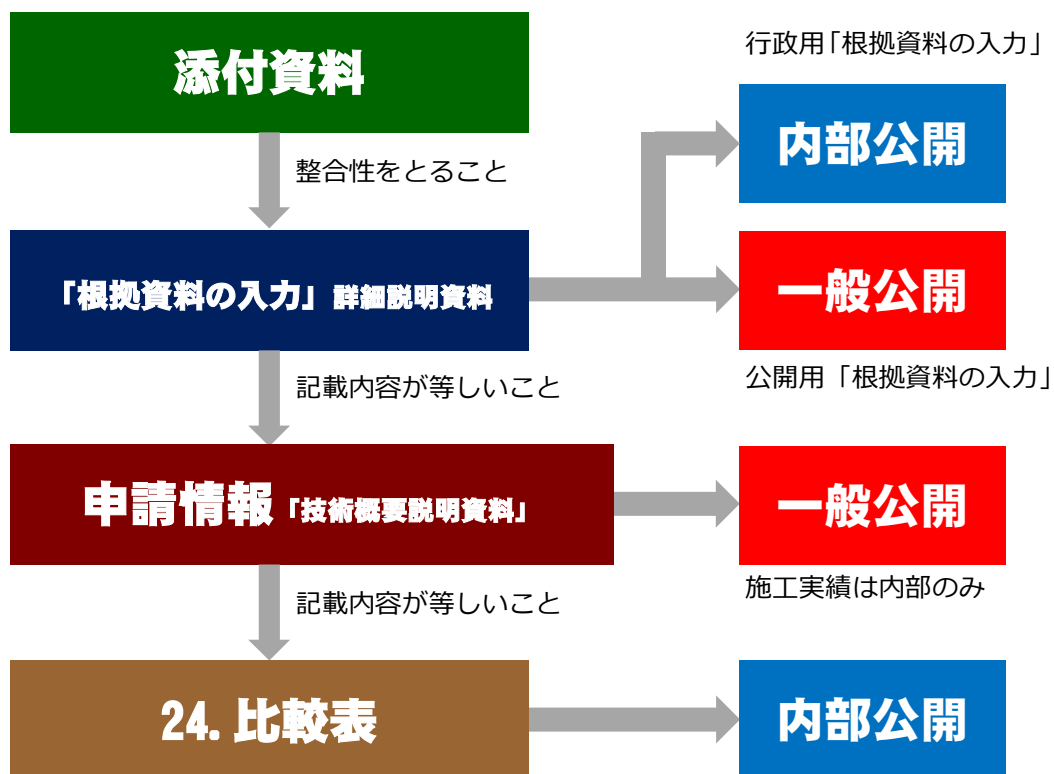 添付資料
行政用「根拠資料の入力」
内部公開
整合性をとること
「根拠資料の入力」詳細説明資料
一般公開
公開用「根拠資料の入力」
記載内容が等しいこと
申請情報「技術概要説明資料」
一般公開
施工実績は内部のみ
記載内容が等しいこと
24. 比較表
内部公開